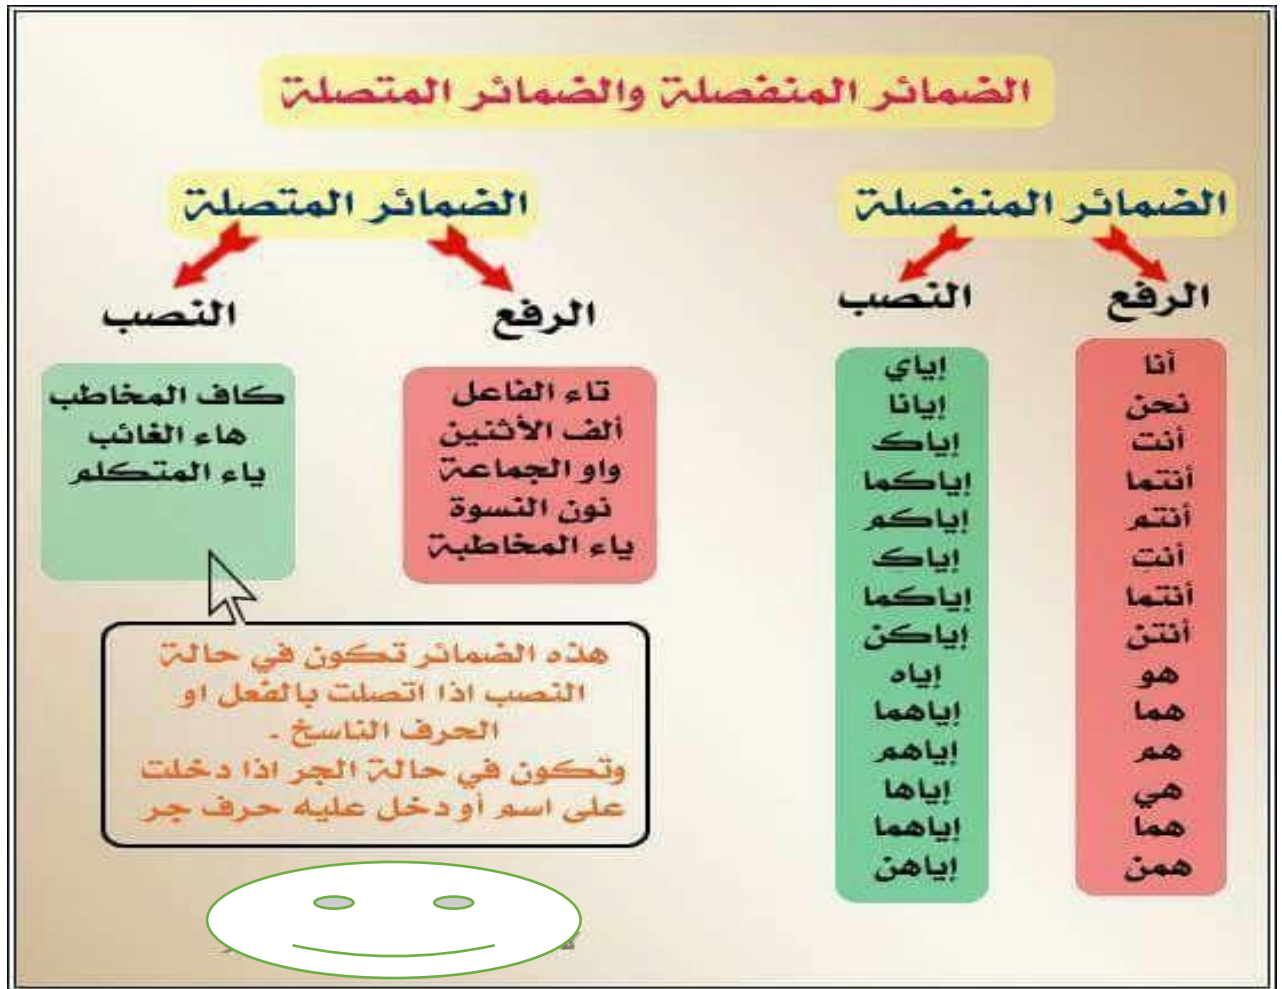 الضمائر المنفصلة والضمائر المتصلة
الضمائر المنفصلة
الرفع
أنا
نحن
أنت
أنتما
أنتم
أنتِ
أنتما
أنتن
هو
هما
هم
هي
هما
همن
النصب
إياي
إيانا
إياك
إياكما
إياكم
إياك
إياكما
إياكن
إياه
إياهما
إياهم
إياها
إياهما
إياهن
الضمائر المتصلة
الرفع
تاء الفاعل
ألف الأثنين
واو الجماعة
نون النسوة
ياء المخاطبة
النصب
كاف المخاطب
هاء الغائب
ياء المتكلم
هذه الضمائر تكون في حالة
النصب اذا اتصلت بالفعل او
الحرف الناسخ .
وتكون في حالة الجر اذا دخلت
على اسم أو دخل عليه حرف جر